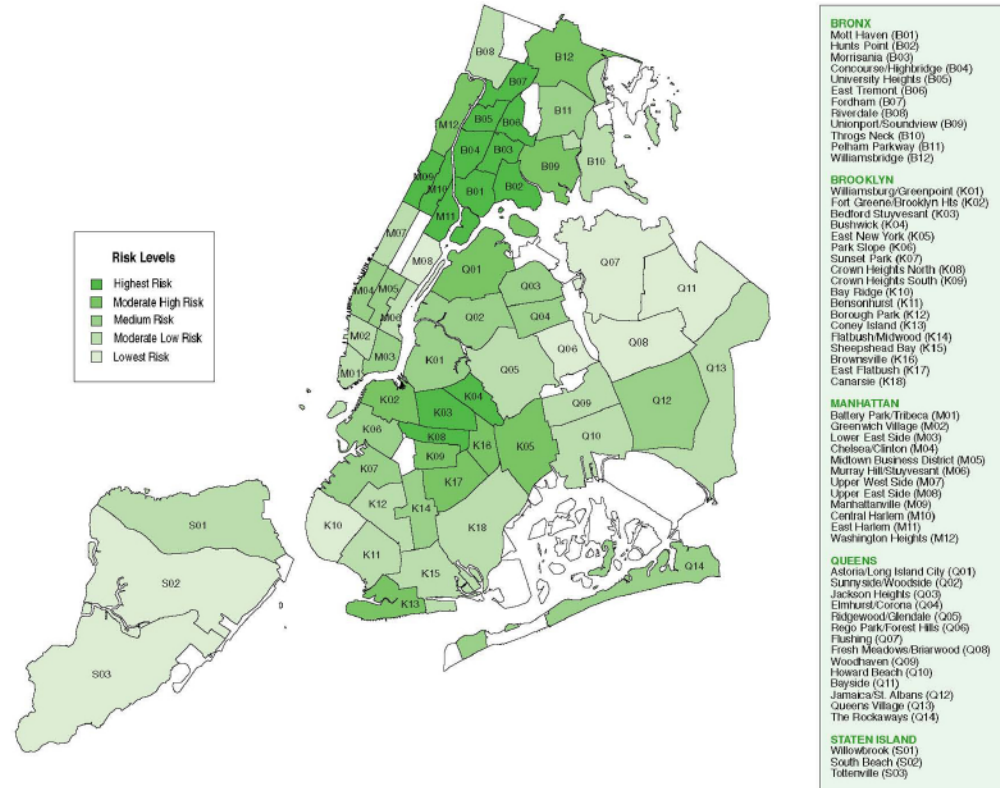 Risk Levels
Highest Risk
Moderate High Risk
Medium Risk
Moderate Low Risk
Lowest Risk
B08
B12
B07
B11
M12
B05
B06
B04
B03
B09
B10
M09
M10
B01
B02
M11
M07
M08
Q07
Q01
Q03
Q11
M04
M05
M06
Q02
Q04
Q06
Q08
M02
M03
M01
K01
Q05
Q13
K02
K04
K03
Q09
Q12
K06
K08
K16
K05
Q10
K09
K07
K17
K12
K14
K10
K18
K11
K15
K13
Q14
S01
S02
S03
BRONX
Mott Haven (B01)
Hunts Point (B02)
Morrisania (B03)
Concourse/Highbridge (B04)
University Heights (B05)
East Tremont (B06)
Fordham (B07)
Riverdale (B08)
Unionport/Soundview (B09)
Throgs Neck (B10)
Pelham Parkway (B11)
Williamsbridge (B12)
BROOKLYN
Williamsburg/Greenpoint (K01)
Fort Greene/Brooklyn Hts (K02)
Bedford Stuyvesant (K03)
Bushwick (K04)
East New York (K05)
Park Slope (K06)
Sunset Park (K07)
Crown Heights North (K08)
Crown Heights South (K09)
Bay Ridge (K10)
Bensonhurst (K11)
Borough Park (K12)
Coney Island (K13)
Flatbush/Midwood (K14)
Sheepshead Bay (K15)
Brownsville (K16)
East Flatbush (K17)
Canarsie (K18)
MANHATTAN
Battery Park/Tribeca (M01)
Greenwich Village (M02)
Lower East Side (M03)
Chelsea/Clinton (M04)
Midtown Business District (M05)
Murray Hill/Stuyvesant (M06)
Upper West Side (M07)
Upper East Side (M08)
Manhattanville (M09)
Central Harlem (M10)
East Harlem (M11)
Washington Heights (M12)
QUEENS
Astoria/Long Island City (Q01)
Sunnyside/Woodside (Q02)
Jackson Heights (Q03)
Elmhurst/Corona (Q04)
Ridgewood/Glendale (Q05)
Rego Park/Forest Hills (Q06)
Flushing (Q07)
Fresh Meadows/Briarwood (Q08)
Woodhaven (Q09)
Howard Beach (Q10)
Bayside (Q11)
Jamaica/St. Albans (Q12)
Queens Village (Q13)
The Rockaways (Q14)
STATEN ISLAND
Willowbrook (S01)
South Beach (S02)
Tottenville (S03)